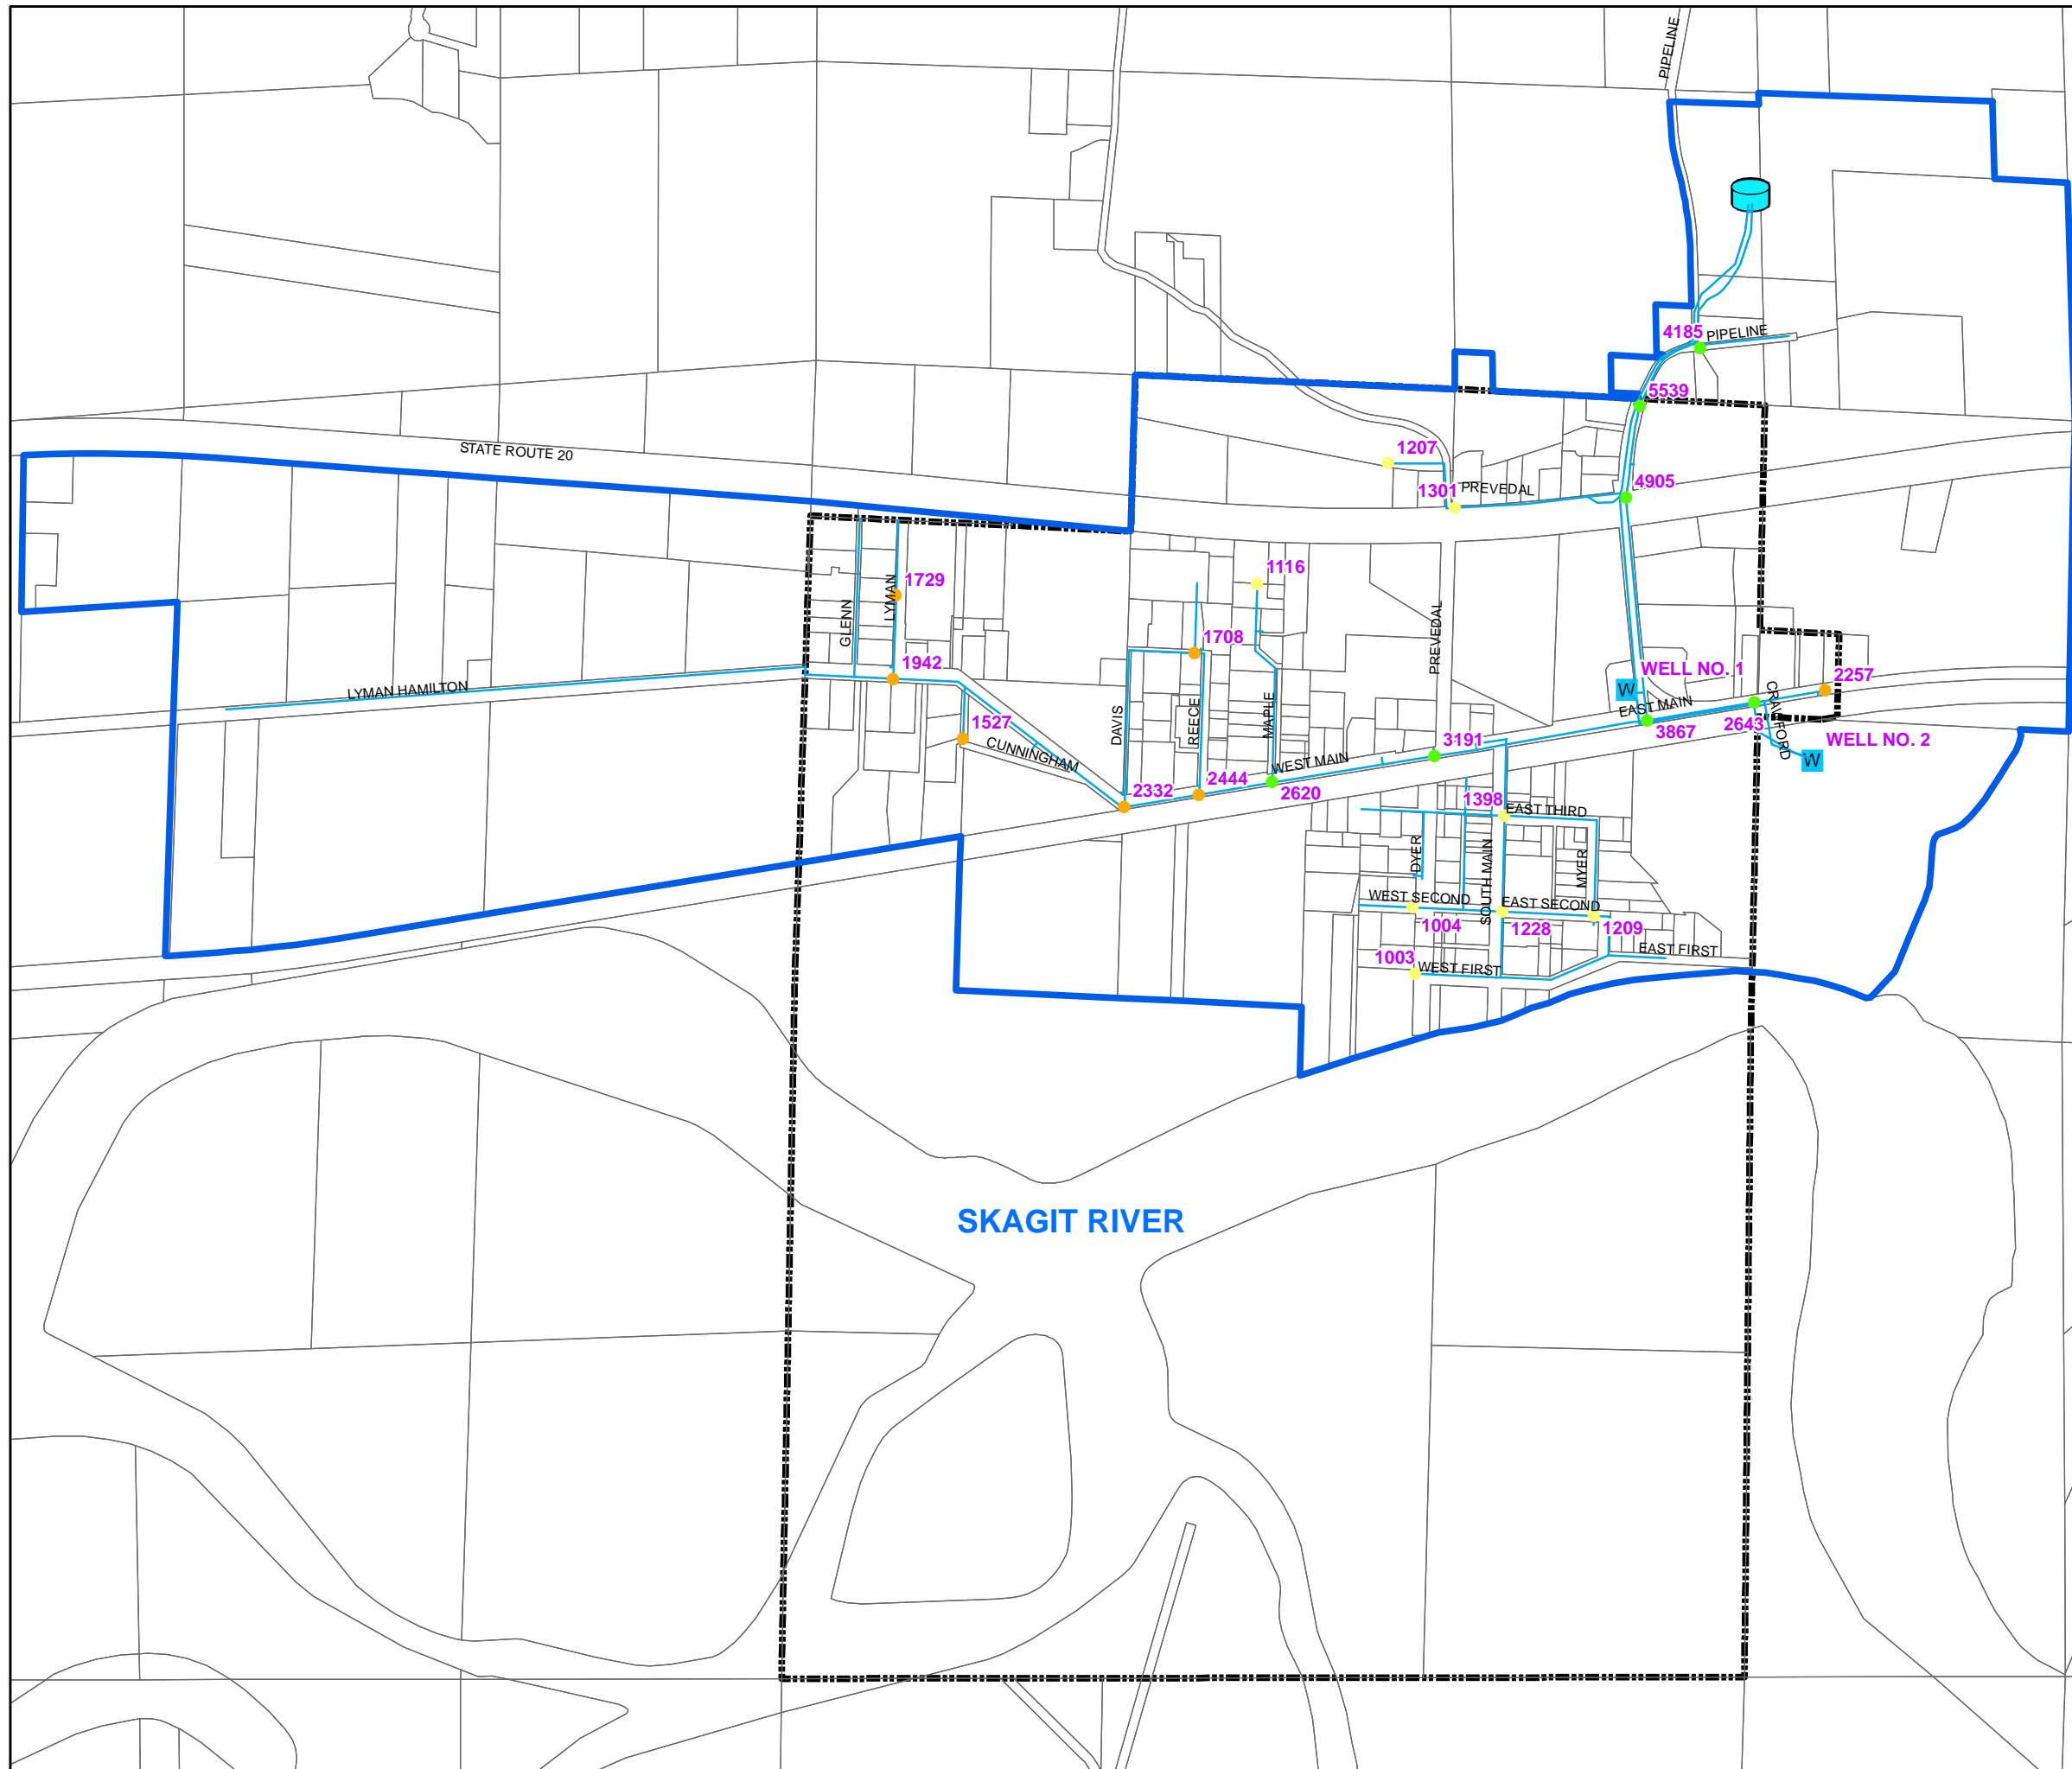 PIPELINE
4185
PIPELINE
5539
STATE ROUTE 20
1207
1301
PREVEDAL
4905
1729
LYMAN
GLENN
1116
1708
PREVEDAL
1942
WELL NO. 1
W
2257
LYMAN HAMILTON
EAST MAIN
CRAWFORD
1527
DAVIS
REECE
MAPLE
3191
3867
2643
WELL NO. 2
W
CUNNINGHAM
WEST MAIN
2332
2444
2620
1398
EAST THIRD
DYER
SOUTH MAIN
MYER
WEST SECOND
EAST SECOND
1004
1228
1209
1003
WEST FIRST
EAST FIRST
SKAGIT RIVER